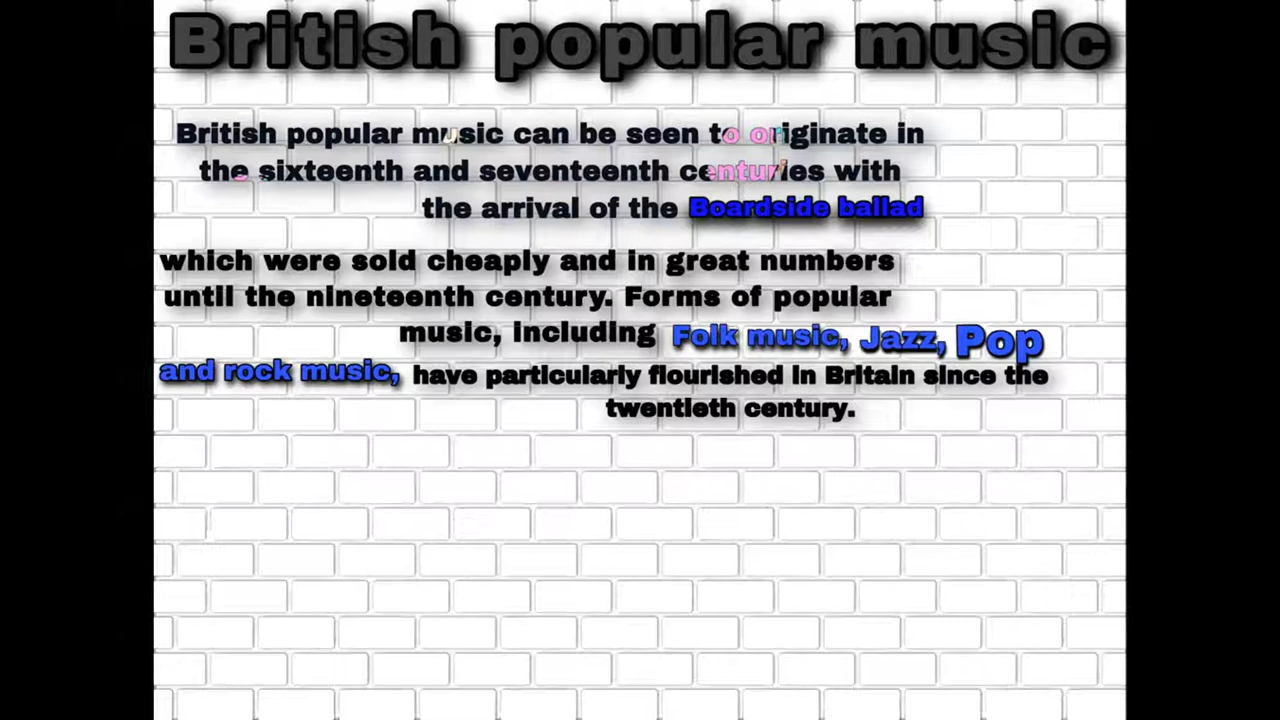 British popular music
British popular music can be seen to originate in
the sixteenth and seventeenth centuries with
the arrival of the Boardside ballad
which were sold cheaply and in great numbers
until the nineteenth century. Forms of popular
music, including Folk music, Jazz, Pop
and rock music, have particularly flourished in Britain since the
twentieth century.